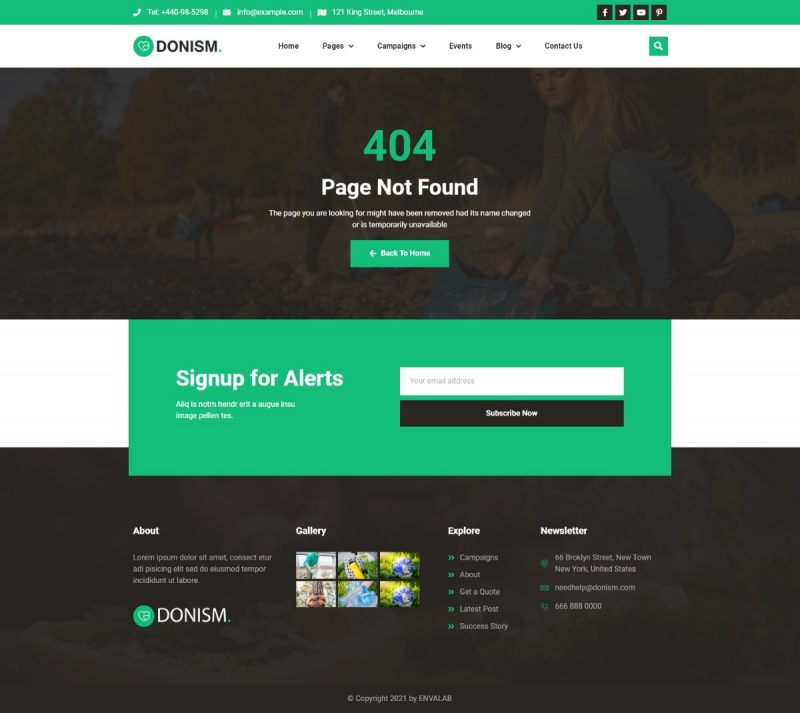 Tel: +440-98-5298 info@example.com 121 King Street, Melbourne
DONISM.
Home Pages Campaigns Events Blog Contact Us
404
Page Not Found
The page you are looking for might have been removed had its name changed
or is temporarily unavailable
Back To Home
Signup for Alerts
Aliq is notm hendr erit a augue insu
image pellen tes.
Your email address
Subscribe Now
About
Lorem ipsum dolor sit amet, consect etur
adi pisicing elit sed do eiusmod tempor
incididunt ut labore.
DONISM.
Gallery
Explore
Campaigns
About
Get a Quote
Latest Post
Success Story
Newsletter
66 Broklyn Street, New Town
New York, United States
needhelp@donism.com
666 888 0000
© Copyright 2021 by ENVALAB